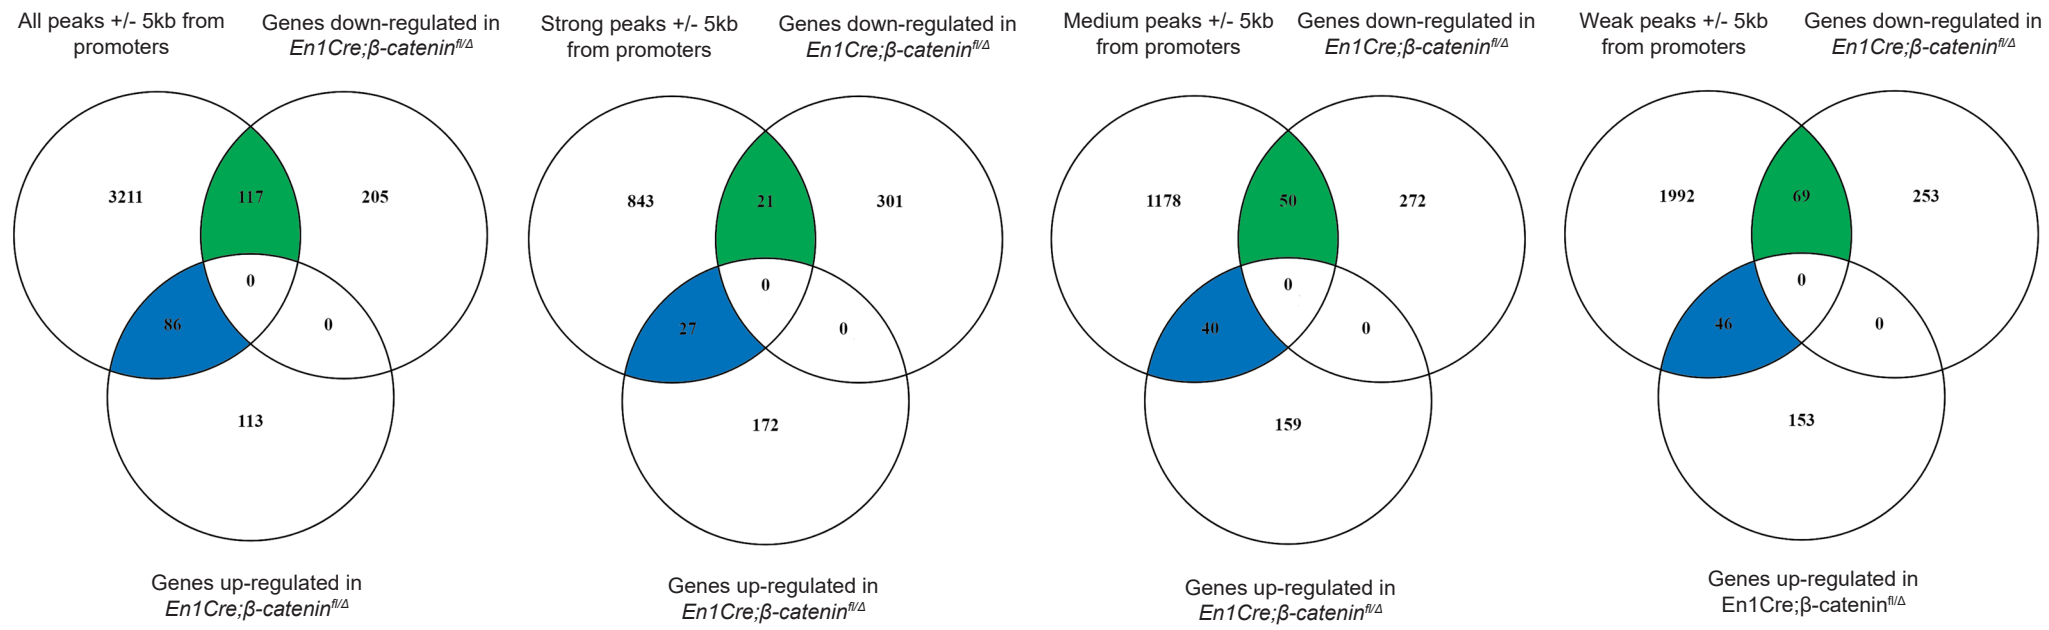 All peaks +/- 5kb from
promoters
Genes down-regulated in
En1Cre;β-catenin^fl/Δ
3211
117
205
0
86
0
113
Genes up-regulated in
En1Cre;β-catenin^fl/Δ
Strong peaks +/- 5kb
from promoters
Genes down-regulated in
En1Cre;β-catenin^fl/Δ
843
21
301
0
27
0
172
Genes up-regulated in
En1Cre;β-catenin^fl/Δ
Medium peaks +/- 5kb
from promoters
Genes down-regulated in
En1Cre;β-catenin^fl/Δ
1178
50
272
0
40
0
159
Genes up-regulated in
En1Cre;β-catenin^fl/Δ
Weak peaks +/- 5kb
from promoters
Genes down-regulated in
En1Cre;β-catenin^fl/Δ
1992
69
253
0
46
0
153
Genes up-regulated in
En1Cre;β-catenin^fl/Δ